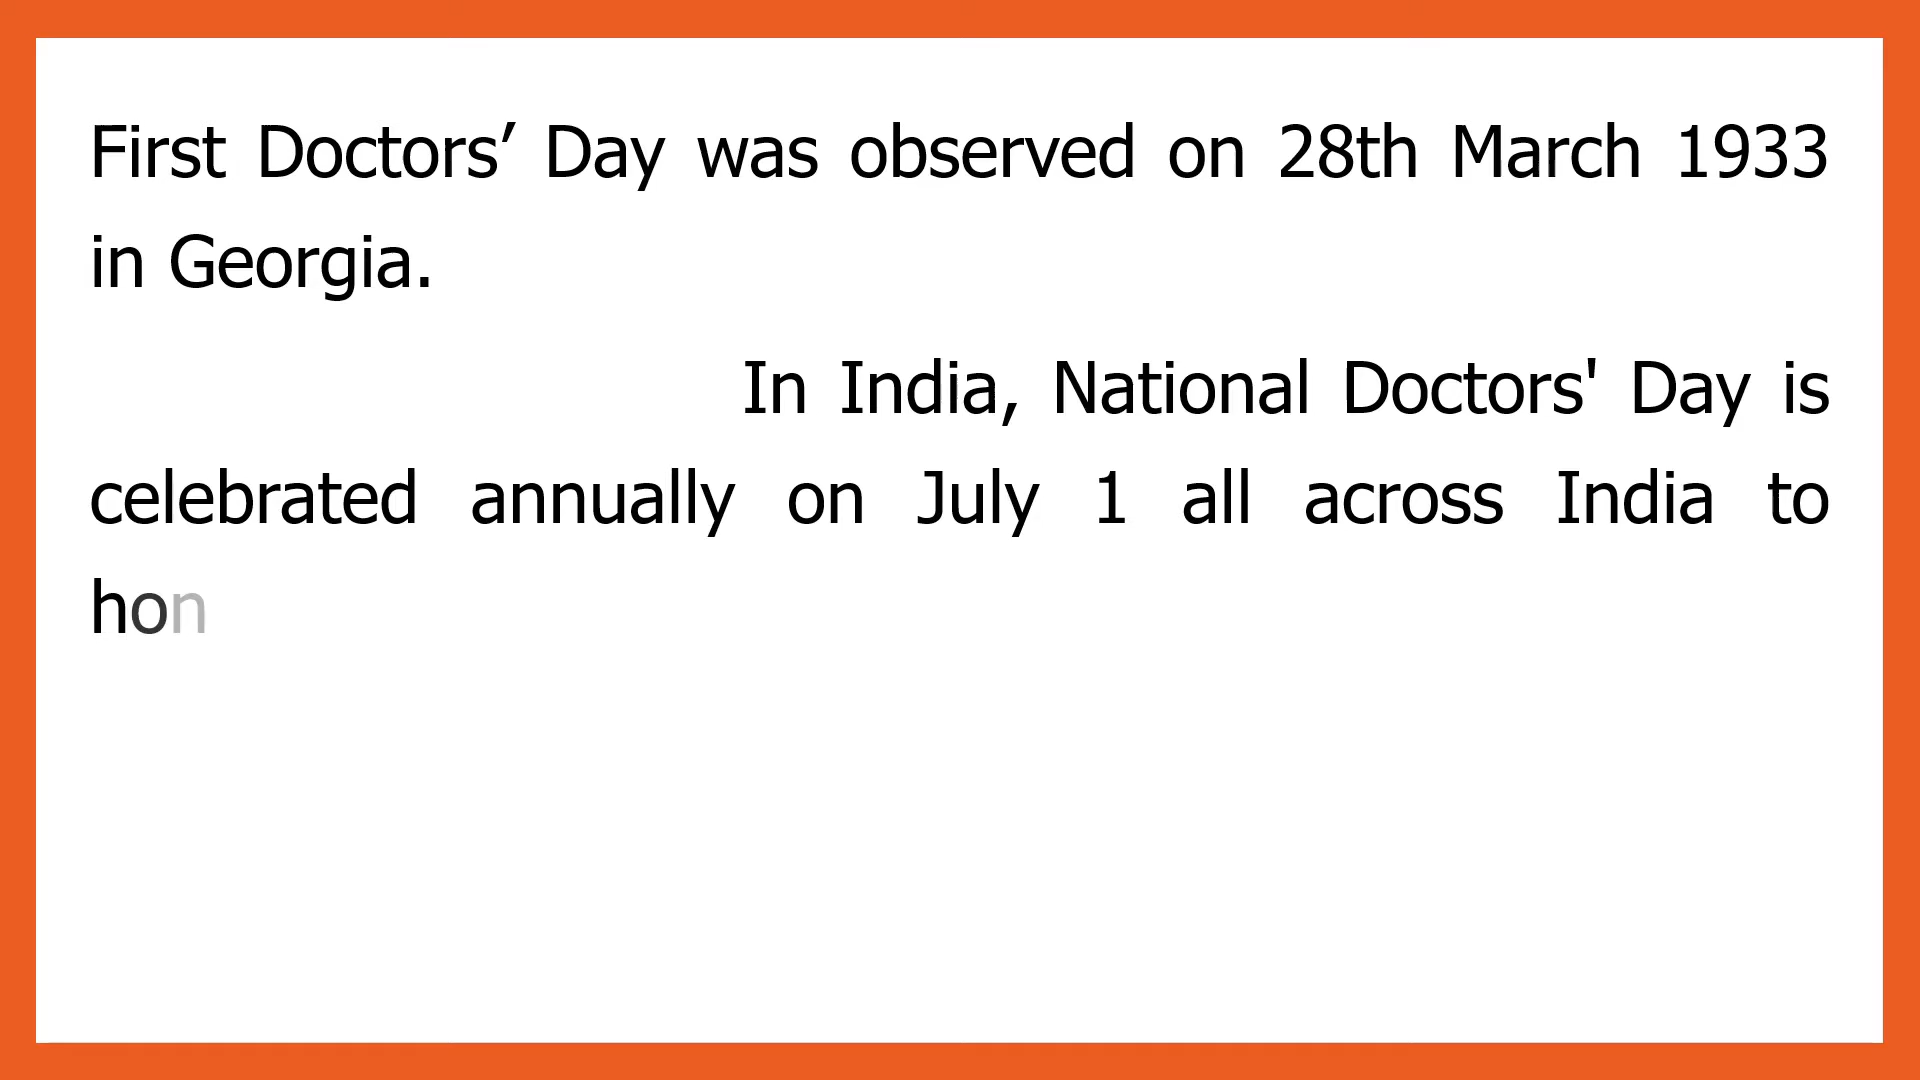 First Doctors’ Day was observed on 28th March 1933
in Georgia.
In India, National Doctors' Day is
celebrated annually on July 1 all across India to
hon